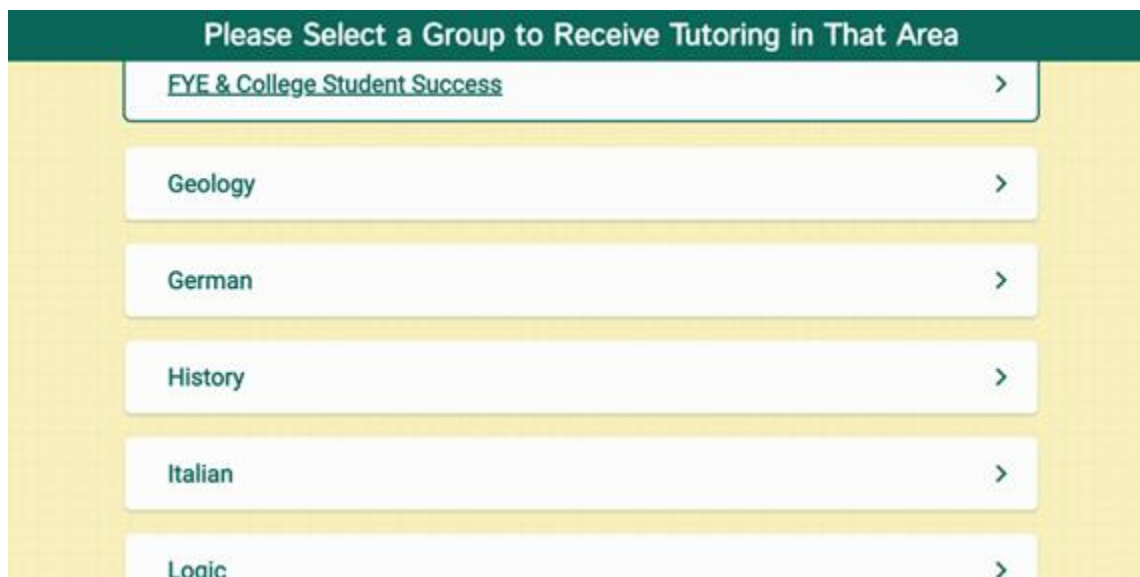 Please Select a Group to Receive Tutoring in That Area
FYE & College Student Success
Geology
German
History
Italian
Logic